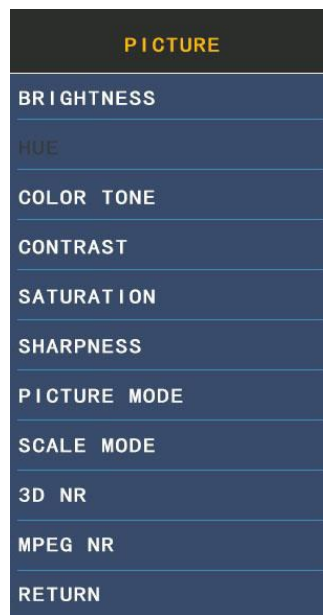 PICTURE
BRIGHTNESS
HUE
COLOR TONE
CONTRAST
SATURATION
SHARPNESS
PICTURE MODE
SCALE MODE
3D NR
MPEG NR
RETURN